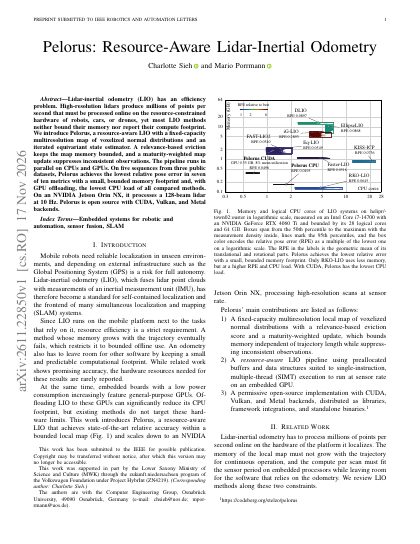 PREPRINT SUBMITTED TO IEEE ROBOTICS AND AUTOMATION LETTERS 1
Pelorus: Resource-Aware Lidar-Inertial Odometry
Charlotte Sieh and Mario Porrmann
Abstract—Lidar-inertial odometry (LIO) has an efficiency
problem. High-resolution lidars produce millions of points per
second that must be processed online on the resource-constrained
hardware of robots, cars, or drones, yet most LIO methods
neither bound their memory nor report their compute footprint.
We introduce Pelorus, a resource-aware LIO with a fixed-capacity
multiresolution map of voxelized normal distributions and an
iterated equivariant state estimator. A relevance-based eviction
keeps the map memory bounded, and a maturity-weighted map
update suppresses inconsistent observations. The pipeline runs in
parallel on CPUs and GPUs. On five sequences from three public
datasets, Pelorus achieves the lowest relative pose error in seven
of ten metrics with a small, bounded memory footprint and, with
GPU offloading, the lowest CPU load of all compared methods.
On an NVIDIA Jetson Orin NX, it processes a 128-beam lidar
at 10 Hz. Pelorus is open source with CUDA, Vulkan, and Metal
backends.
Index Terms—Embedded systems for robotic and
automation, sensor fusion, SLAM
I. INTRODUCTION
Mobile robots need reliable localization in unseen environ-
ments, and depending on external infrastructure such as the
Global Positioning System (GPS) is a risk for full autonomy.
Lidar-inertial odometry (LIO), which fuses lidar point clouds
with measurements of an inertial measurement unit (IMU), has
therefore become a standard for self-contained localization and
the frontend of many simultaneous localization and mapping
(SLAM) systems.
Since LIO runs on the mobile platform next to the tasks
that rely on it, resource efficiency is a strict requirement. A
method whose memory grows with the trajectory eventually
fails, which restricts it to bounded offline use. An odometry
also has to leave room for other software by keeping a small
and predictable computational footprint. While related work
shows promising accuracy, the hardware resources needed for
these results are rarely reported.
At the same time, embedded boards with a low power
consumption increasingly feature general-purpose GPUs. Of-
floading LIO to these GPUs can significantly reduce its CPU
footprint, but existing methods do not target these hard-
ware limits. This work introduces Pelorus, a resource-aware
LIO that achieves state-of-the-art relative accuracy within a
bounded local map (Fig. 1) and scales down to an NVIDIA
This work has been submitted to the IEEE for possible publication.
Copyright may be transferred without notice, after which this version may
no longer be accessible.
This work was supported in part by the Lower Saxony Ministry of
Science and Culture (MWK) through the zukunft.niedersachsen program of
the Volkswagen Foundation under Project HybrInt (ZN4219). (Corresponding
author: Charlotte Sieh.)
The authors are with the Computer Engineering Group, Osnabrück
University, 49090 Osnabrück, Germany
arXiv:2611.22850v1 [cs.RO] 17 Nov 2026
DLIO
FAST-LIO2
iG-LIO
Eq-LIO
EllipseLIO
KISS-ICP
Pelorus CUDA
Pelorus CPU
Faster-LIO
RKO-LIO
CPU cores
Fig. 1. Memory and logical CPU cores of LIO systems on
in logarithmic scale, measured on an Intel Core i7-14700
with an NVIDIA GeForce RTX 4090 Ti and bounded by its 28 logical cores
and 64 GiB. Boxes span from the 50th percentile to the maximum with the
measurement density inside, lines mark the 95th percentiles, and the box
color encodes the relative pose error (RPE) as a multiple of the lowest one
on a logarithmic scale. The RPE in the labels is the geometric mean of its
translational and rotational parts. Pelorus achieves the lowest relative error
with a small, bounded memory footprint. Only RKO-LIO uses less memory,
but at a higher RPE and CPU load. With CUDA, Pelorus has the lowest CPU
load.
Jetson Orin NX, processing high-resolution scans at sensor
rate.
Pelorus' main contributions are listed as follows:
1) A fixed-capacity multiresolution local map of voxelized
normal distributions with a relevance-based eviction
score and a maturity-weighted update, which bounds
memory independent of trajectory length while suppress-
ing inconsistent observations.
2) A resource-aware LIO pipeline using preallocated
buffers and data structures suited to single-instruction,
multiple-thread (SIMT) execution to run at sensor rate
on an embedded GPU.
3) A permissive open-source implementation with CUDA,
Vulkan, and Metal backends, distributed as libraries,
framework integrations, and standalone binaries.1
II. RELATED WORK
Lidar-inertial odometry has to process millions of points per
second online on the hardware of the platform it localizes. The
memory of the local map must not grow with the trajectory
for continuous operation, and the compute per scan must fit
the sensor period on embedded processors while leaving room
for the software that relies on the odometry. We review LIO
methods along these two constraints.